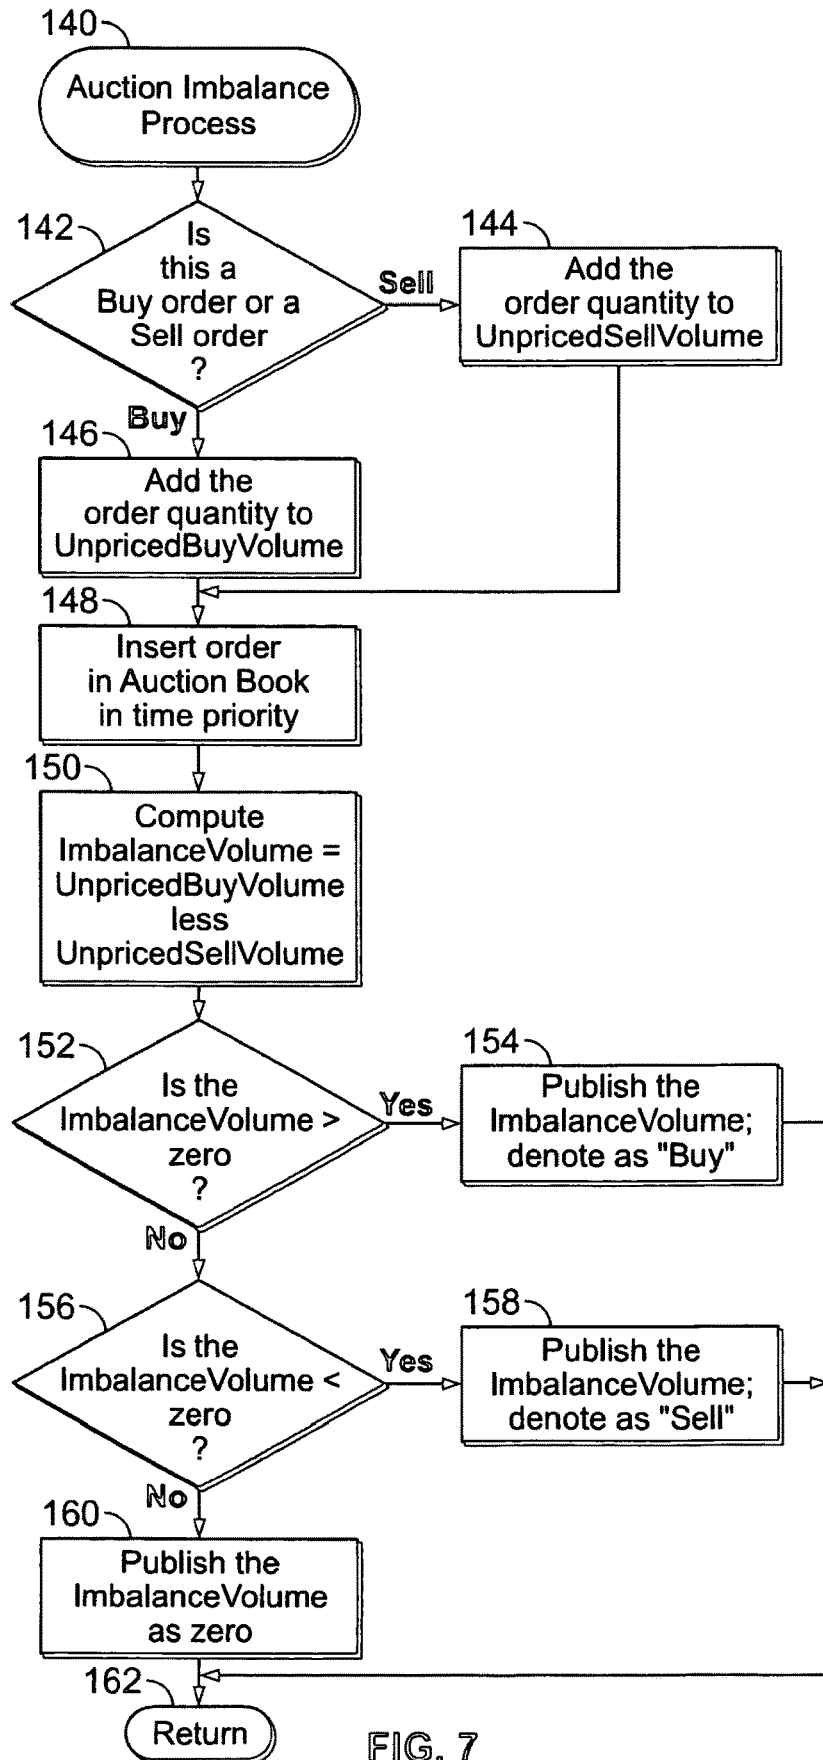 140
Auction Imbalance
Process
142
Is
this a
Buy order or a
Sell order
?
Sell
144
Add the
order quantity to
UnpricedSellVolume
Buy
146
Add the
order quantity to
UnpricedBuyVolume
148
Insert order
in Auction Book
in time priority
150
Compute
ImbalanceVolume =
UnpricedBuyVolume
less
UnpricedSellVolume
152
Is the
ImbalanceVolume >
zero
?
Yes
154
Publish the
ImbalanceVolume;
denote as "Buy"
No
156
Is the
ImbalanceVolume <
zero
?
Yes
158
Publish the
ImbalanceVolume;
denote as "Sell"
No
160
Publish the
ImbalanceVolume
as zero
162
Return
FIG. 7